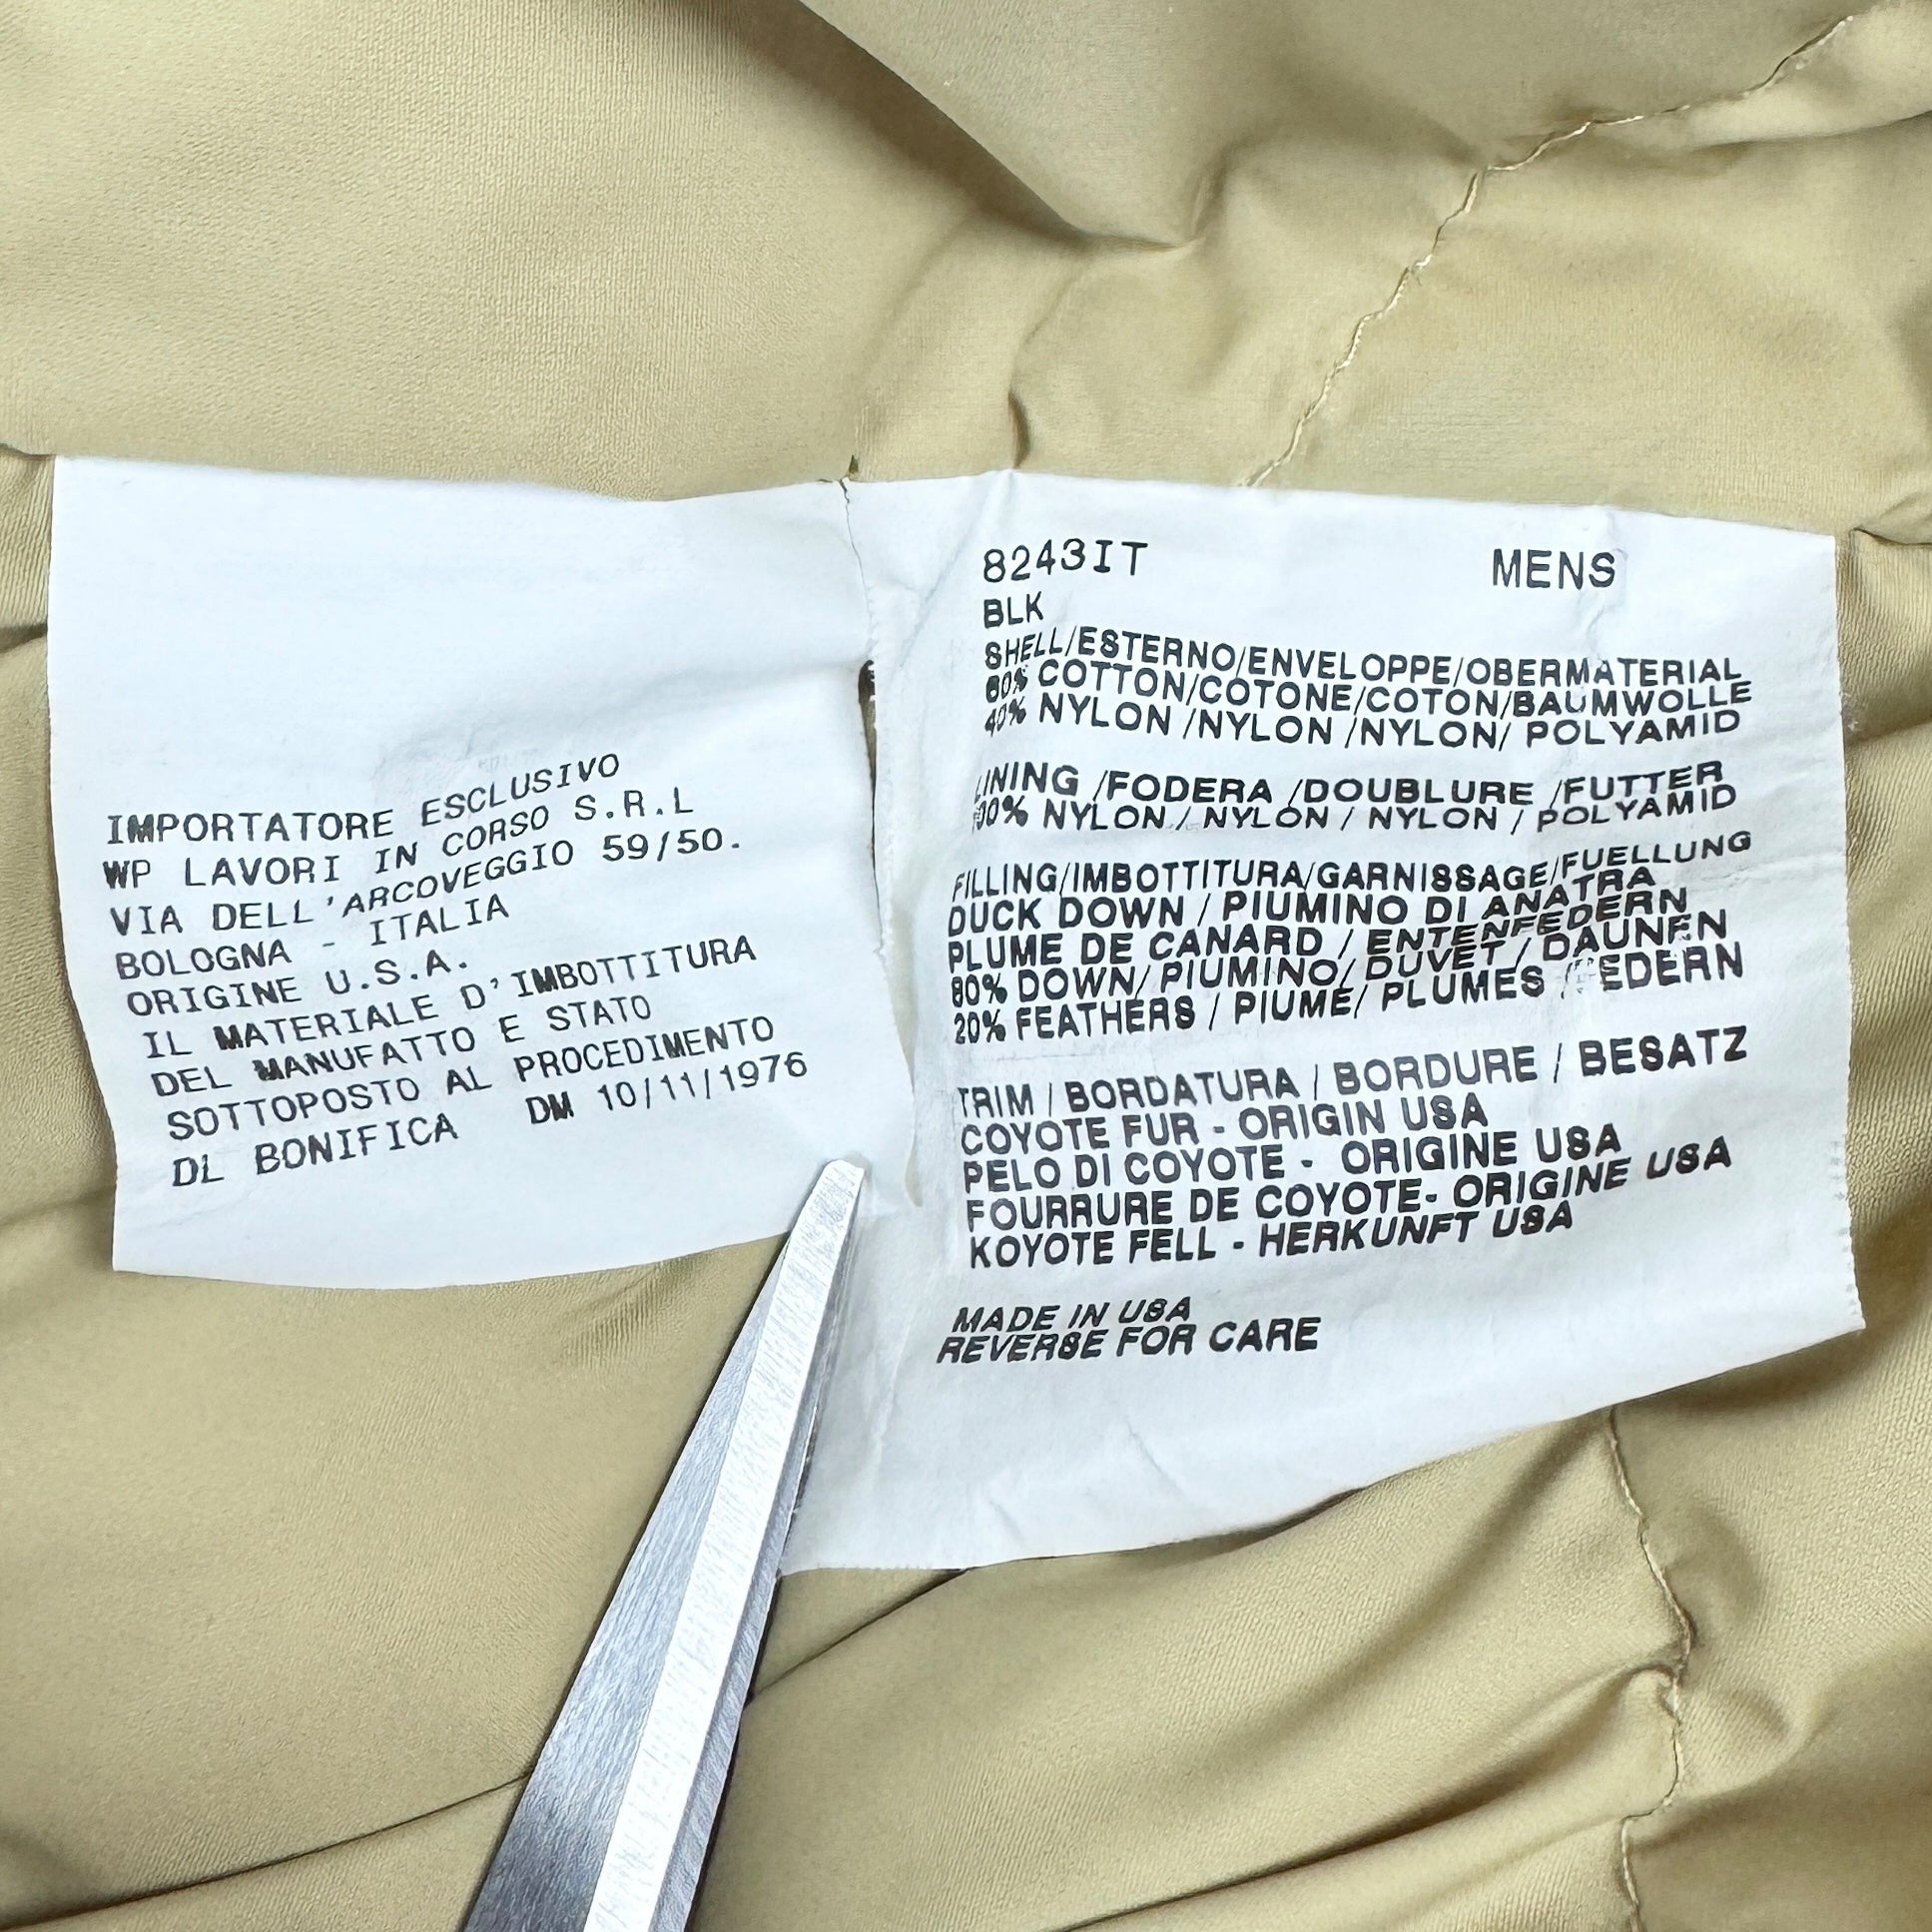 IMPORTATORE ESCLUSIVO
WP LAVORI IN CORSO S.R.L
VIA DELL'ARCOVEGGIO 59/50.
BOLOGNA - ITALIA
ORIGINE U.S.A.
IL MATERIALE D'IMBOTTITURA
DEL MANUFATTO E STATO
SOTTOPOSTO AL PROCEDIMENTO
DL BONIFICA DM 10/11/1976
8243IT MENS
BLK
SHELL/ESTERNO/ENVELOPPE/OBERMATERIAL
60% COTTON/COTONE/COTON/BAUMWOLLE
40% NYLON /NYLON /NYLON/ POLYAMID
LINING /FODERA /DOUBLURE /FUTTER
100% NYLON / NYLON / NYLON / POLYAMID
FILLING/IMBOTTITURA/GARNISSAGE/FUELLUNG
DUCK DOWN / PIUMINO DI ANATRA
PLUME DE CANARD / ENTENFEDERN
80% DOWN/ PIUMINO/ DUVET / DAUNEN
20% FEATHERS / PIUME/ PLUMES /FEDERN
TRIM / BORDATURA / BORDURE / BESATZ
COYOTE FUR - ORIGIN USA
PELO DI COYOTE - ORIGINE USA
FOURRURE DE COYOTE- ORIGINE USA
KOYOTE FELL - HERKUNFT USA
MADE IN USA
REVERSE FOR CARE